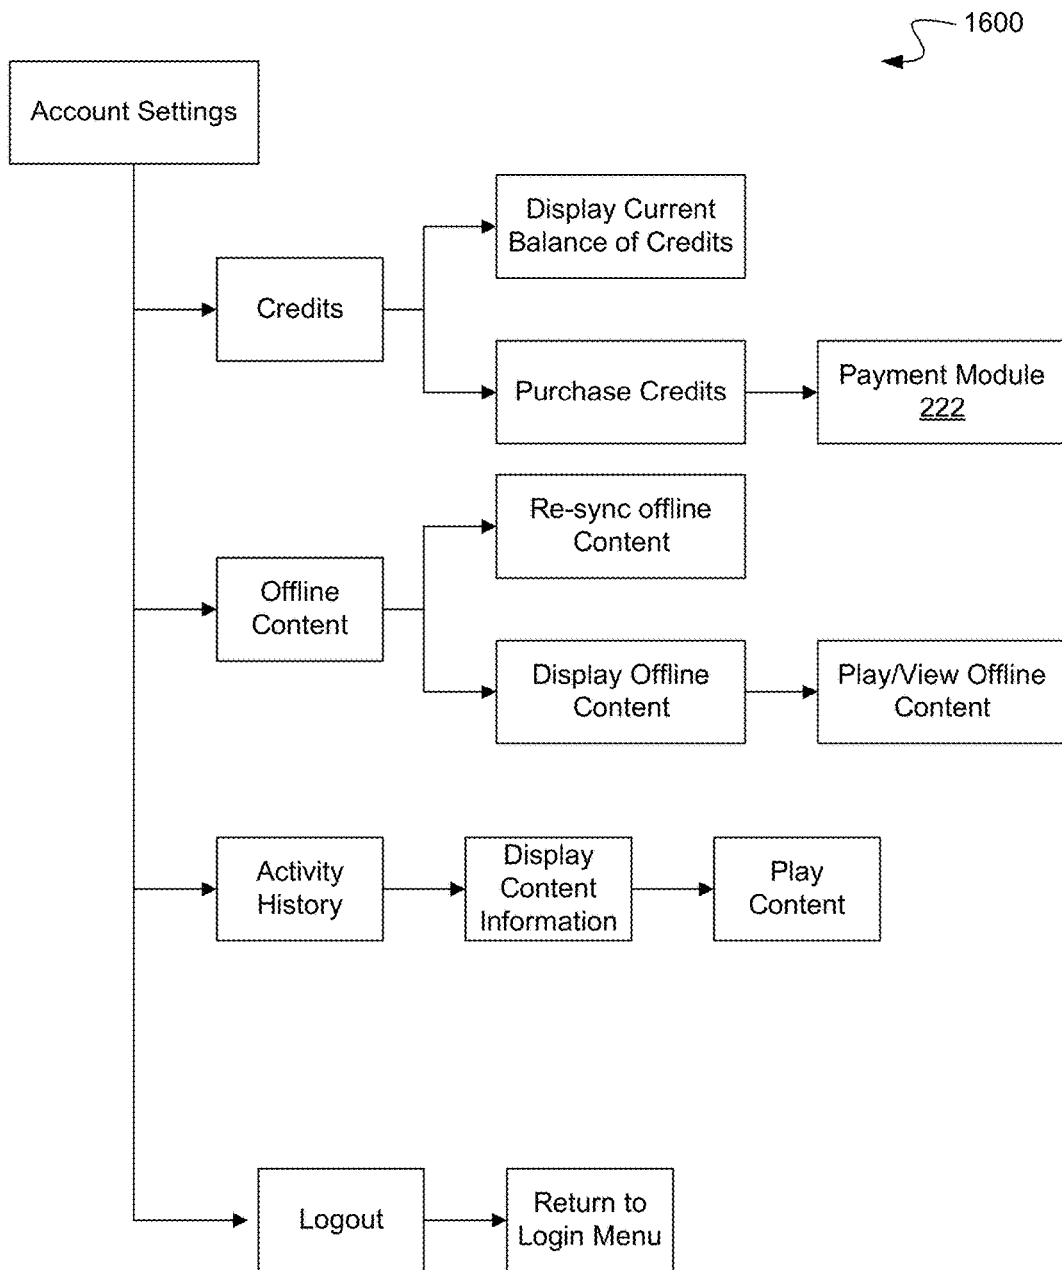 1600
Account Settings
Display Current
Balance of Credits
Credits
Purchase Credits
Payment Module
222
Re-sync offline
Content
Offline
Content
Display Offline
Content
Play/View Offline
Content
Activity
History
Display
Content
Information
Play
Content
Logout
Return to
Login Menu